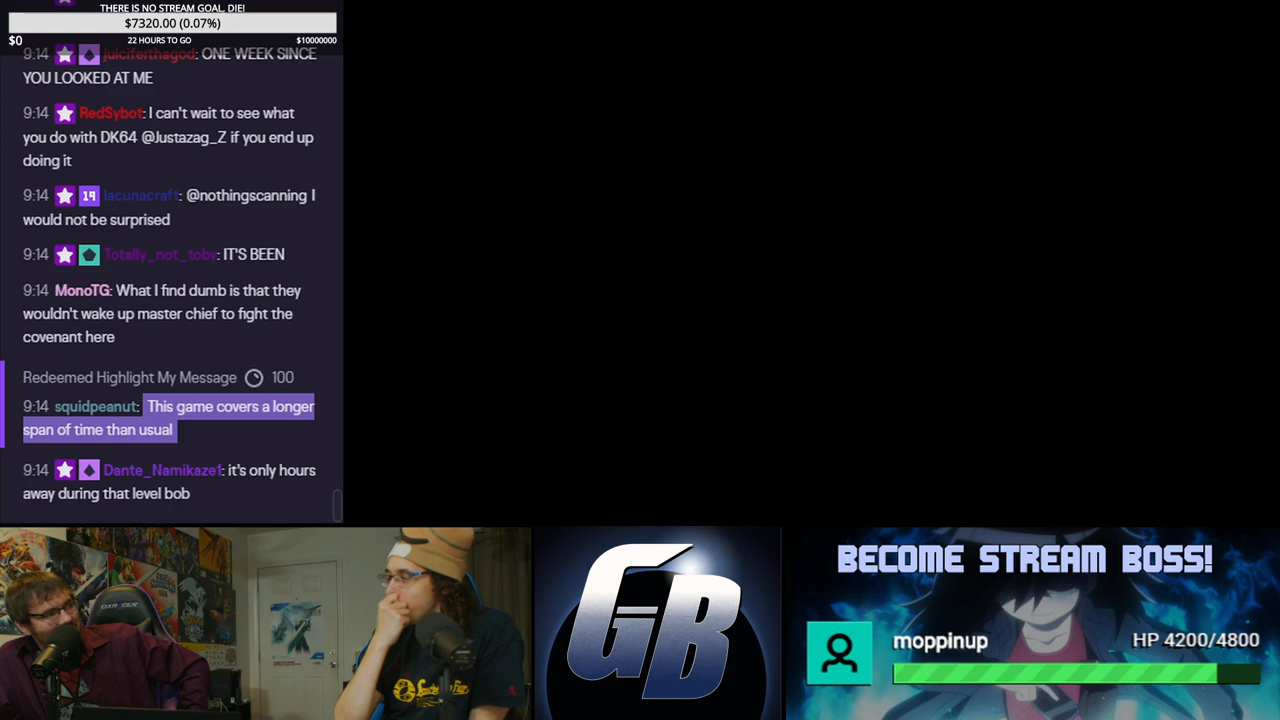 THERE IS NO STREAM GOAL, DIE!
$7320.00 (0.07%)
$0 22 HOURS TO GO $10000000
9:14 juiciferthagod: ONE WEEK SINCE
YOU LOOKED AT ME
9:14 RedSybot: I can't wait to see what
you do with DK64 @Justazag_Z if you end up
doing it
9:14 19 lacunacraft: @nothingscanning I
would not be surprised
9:14 Totally_not_toby: IT'S BEEN
9:14 MonoTG: What I find dumb is that they
wouldn't wake up master chief to fight the
covenant here
Redeemed Highlight My Message 100
9:14 squidpeanut: This game covers a longer
span of time than usual
9:14 Dante_Namikaze1: it's only hours
away during that level bob
DXRACER
GB
BECOME STREAM BOSS!
moppinup HP 4200/4800